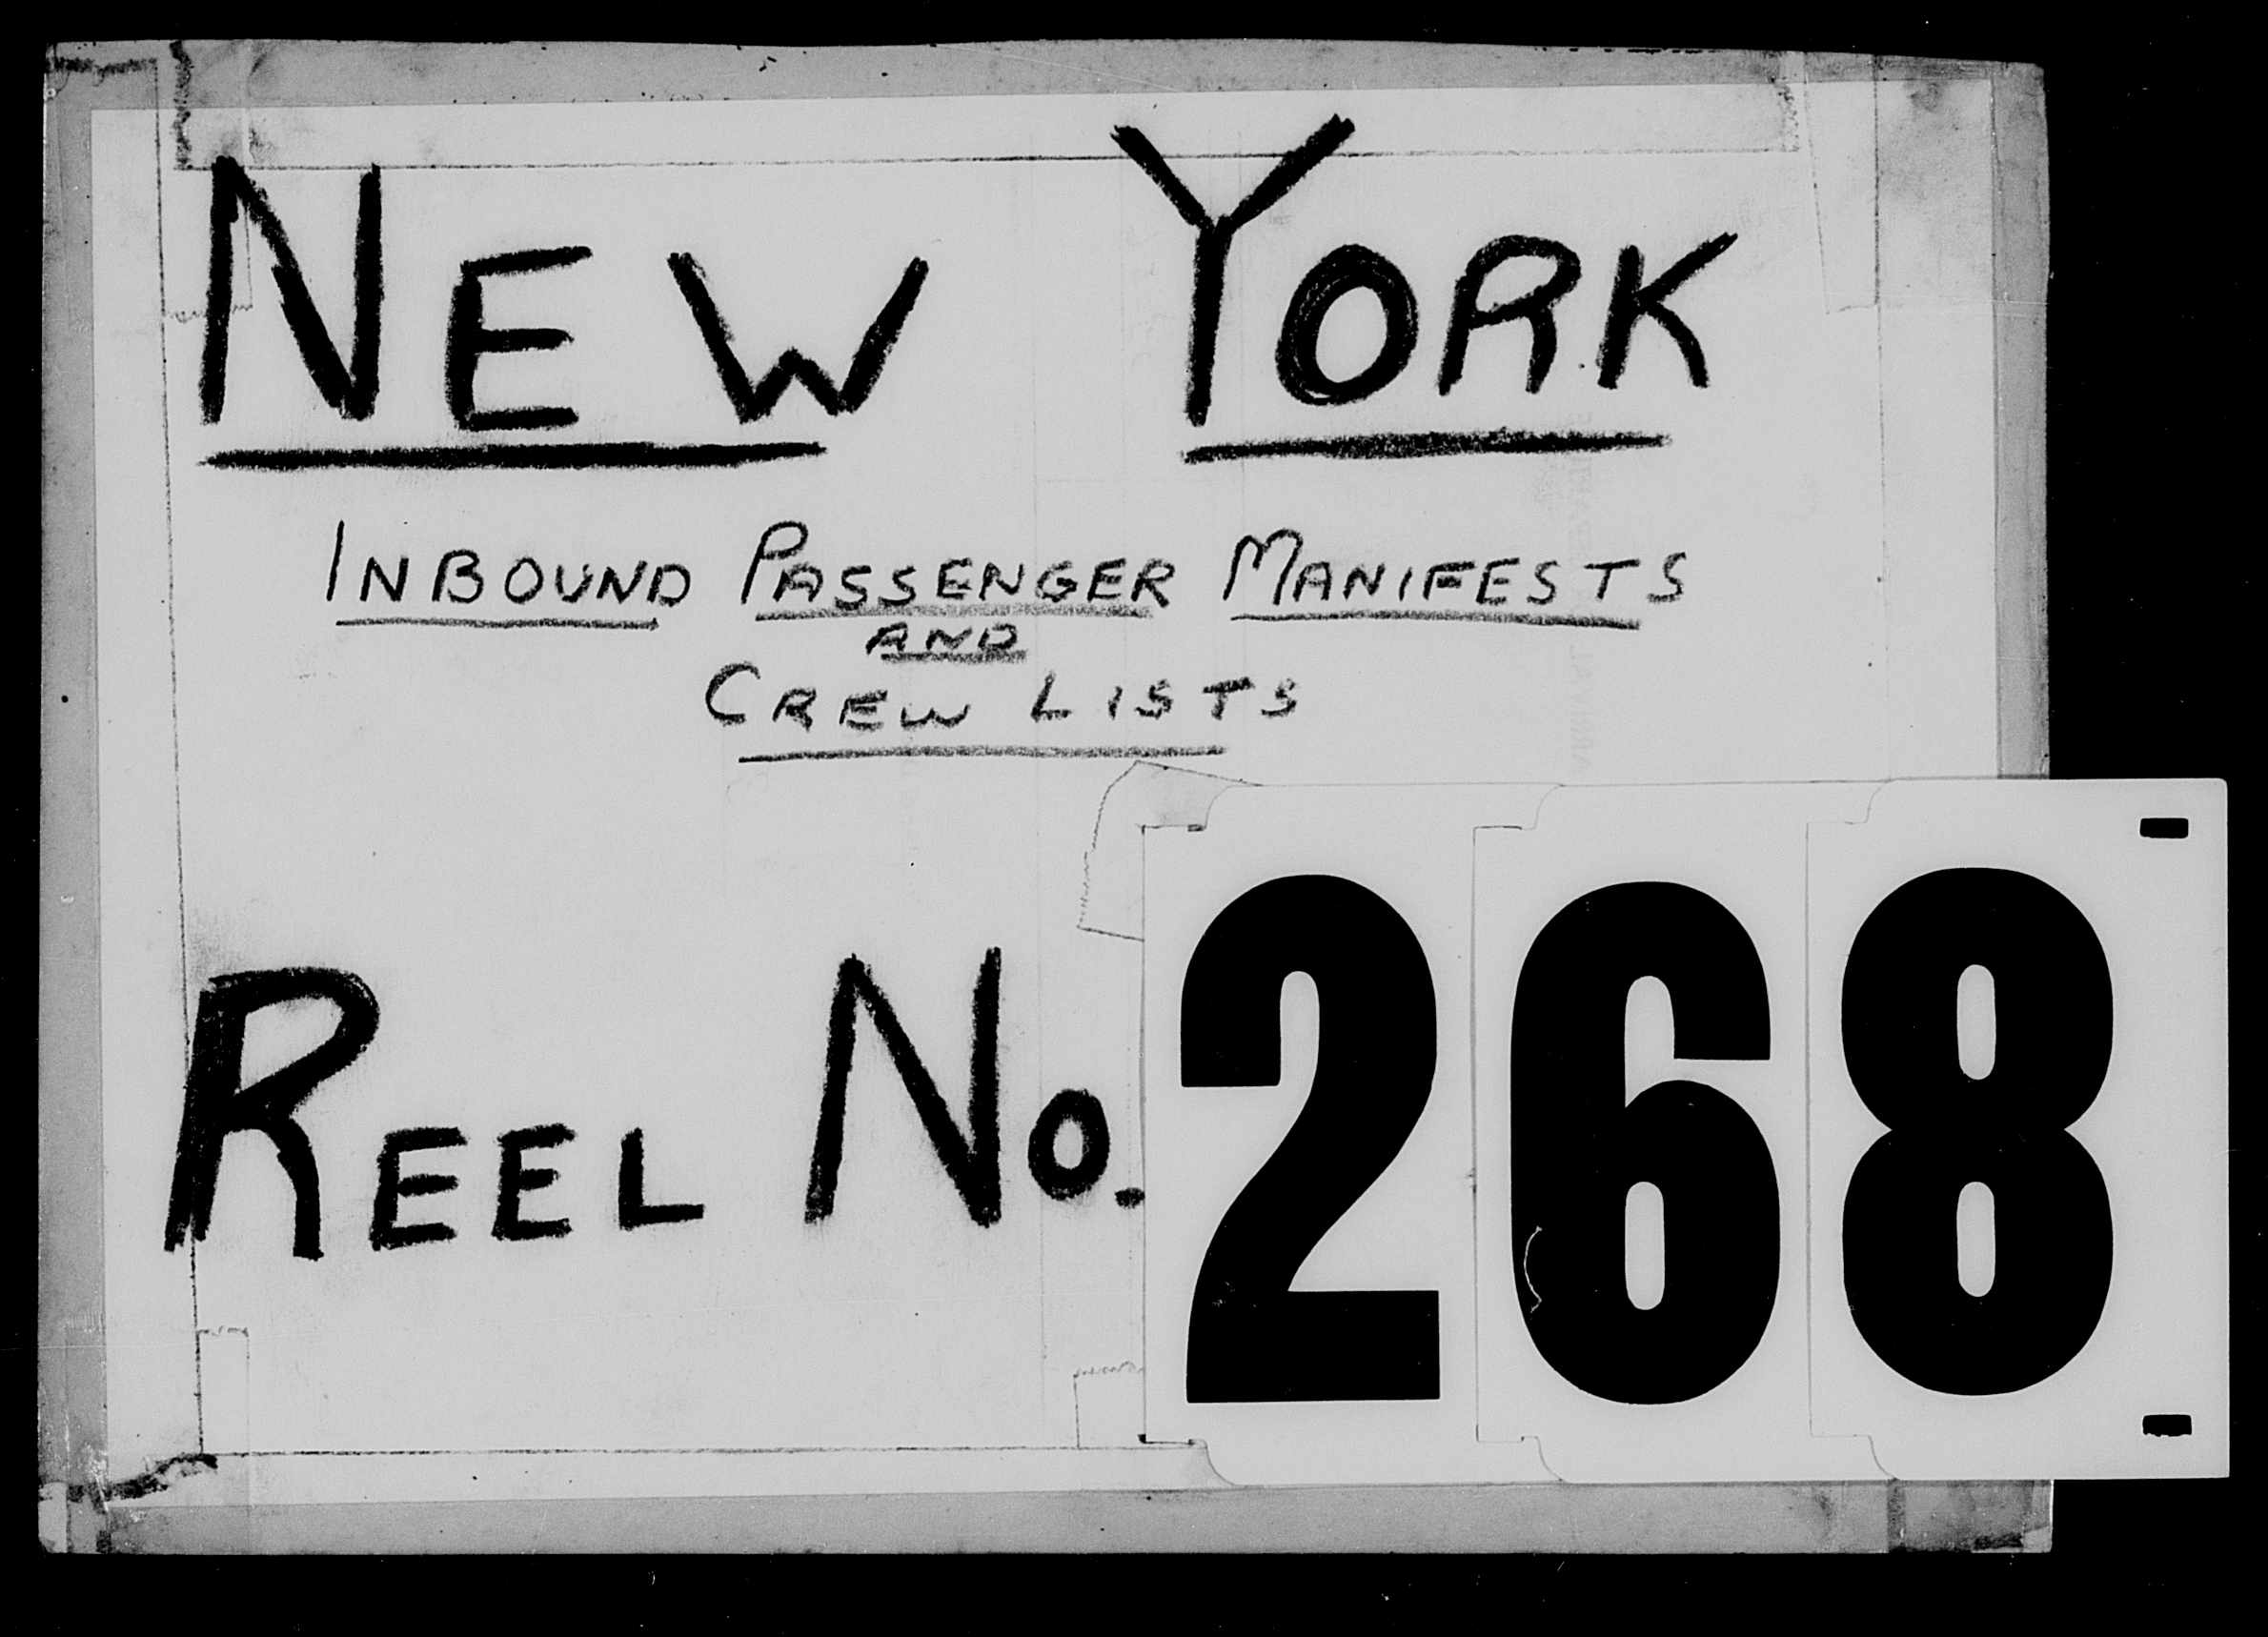 NEW YORK
INBOUND PASSENGER MANIFESTS
AND
CREW LISTS
REEL No. 268